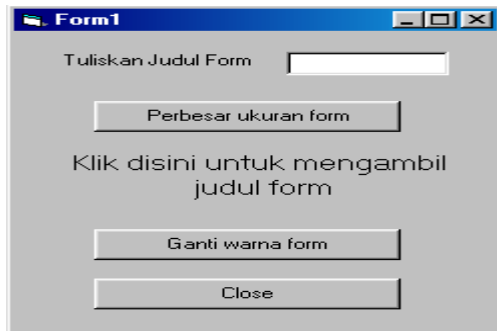 Form1
Tuliskan Judul Form
Perbesar ukuran form
Klik disini untuk mengambil
judul form
Ganti warna form
Close